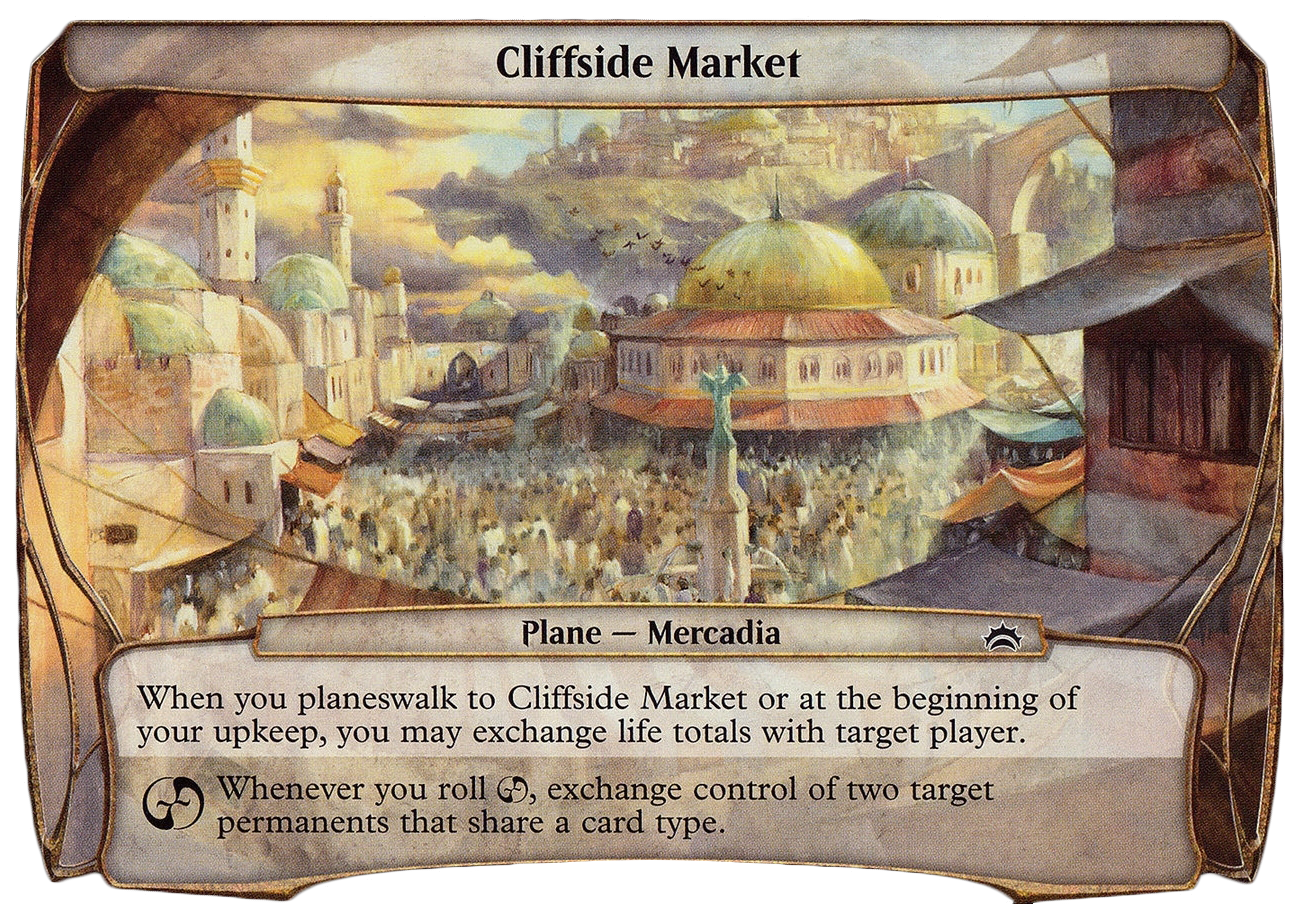 Cliffside Market
Plane — Mercadia
When you planeswalk to Cliffside Market or at the beginning of
your upkeep, you may exchange life totals with target player.
Whenever you roll , exchange control of two target
permanents that share a card type.